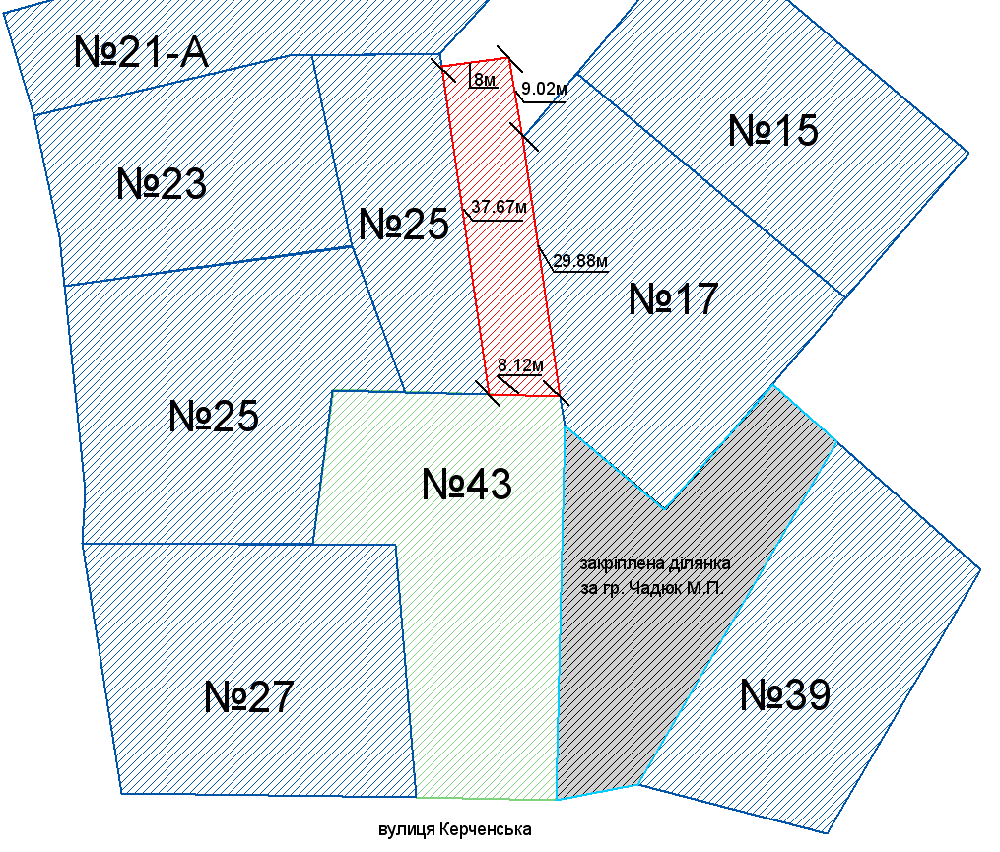 №21-А
8м
9.02м
№15
№23
37.67м
№25
29.88м
№17
8.12м
№25
№43
закріплена ділянка
за гр. Чадюк М.П.
№27
№39
вулиця Керченська